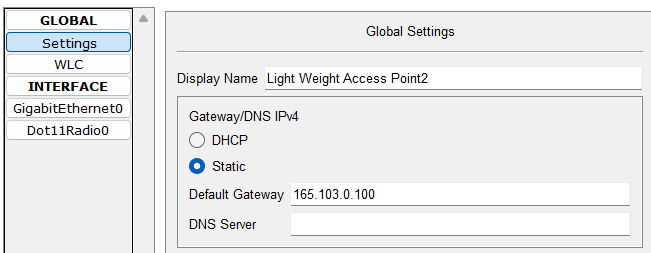 GLOBAL
Settings
WLC
INTERFACE
GigabitEthernet0
Dot11Radio0
Global Settings
Display Name Light Weight Access Point2
Gateway/DNS IPv4
DHCP
Static
Default Gateway 165.103.0.100
DNS Server